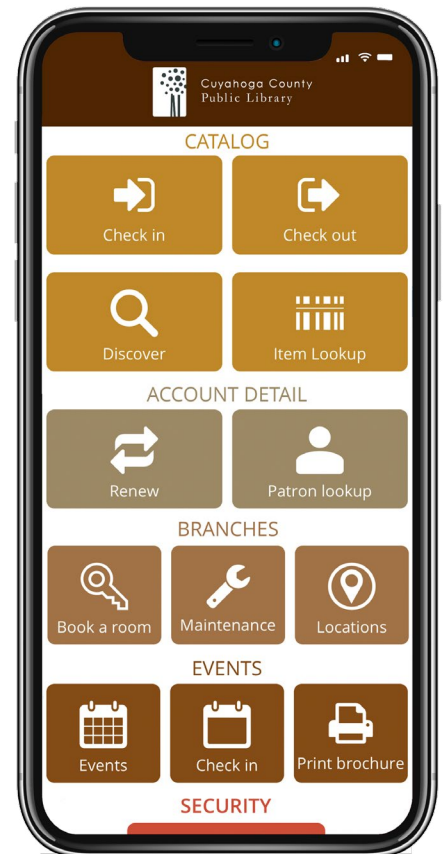 Cuyahoga County
Public Library
CATALOG
Check in
Check out
Discover
Item Lookup
ACCOUNT DETAIL
Renew
Patron lookup
BRANCHES
Book a room
Maintenance
Locations
EVENTS
Events
Check in
Print brochure
SECURITY